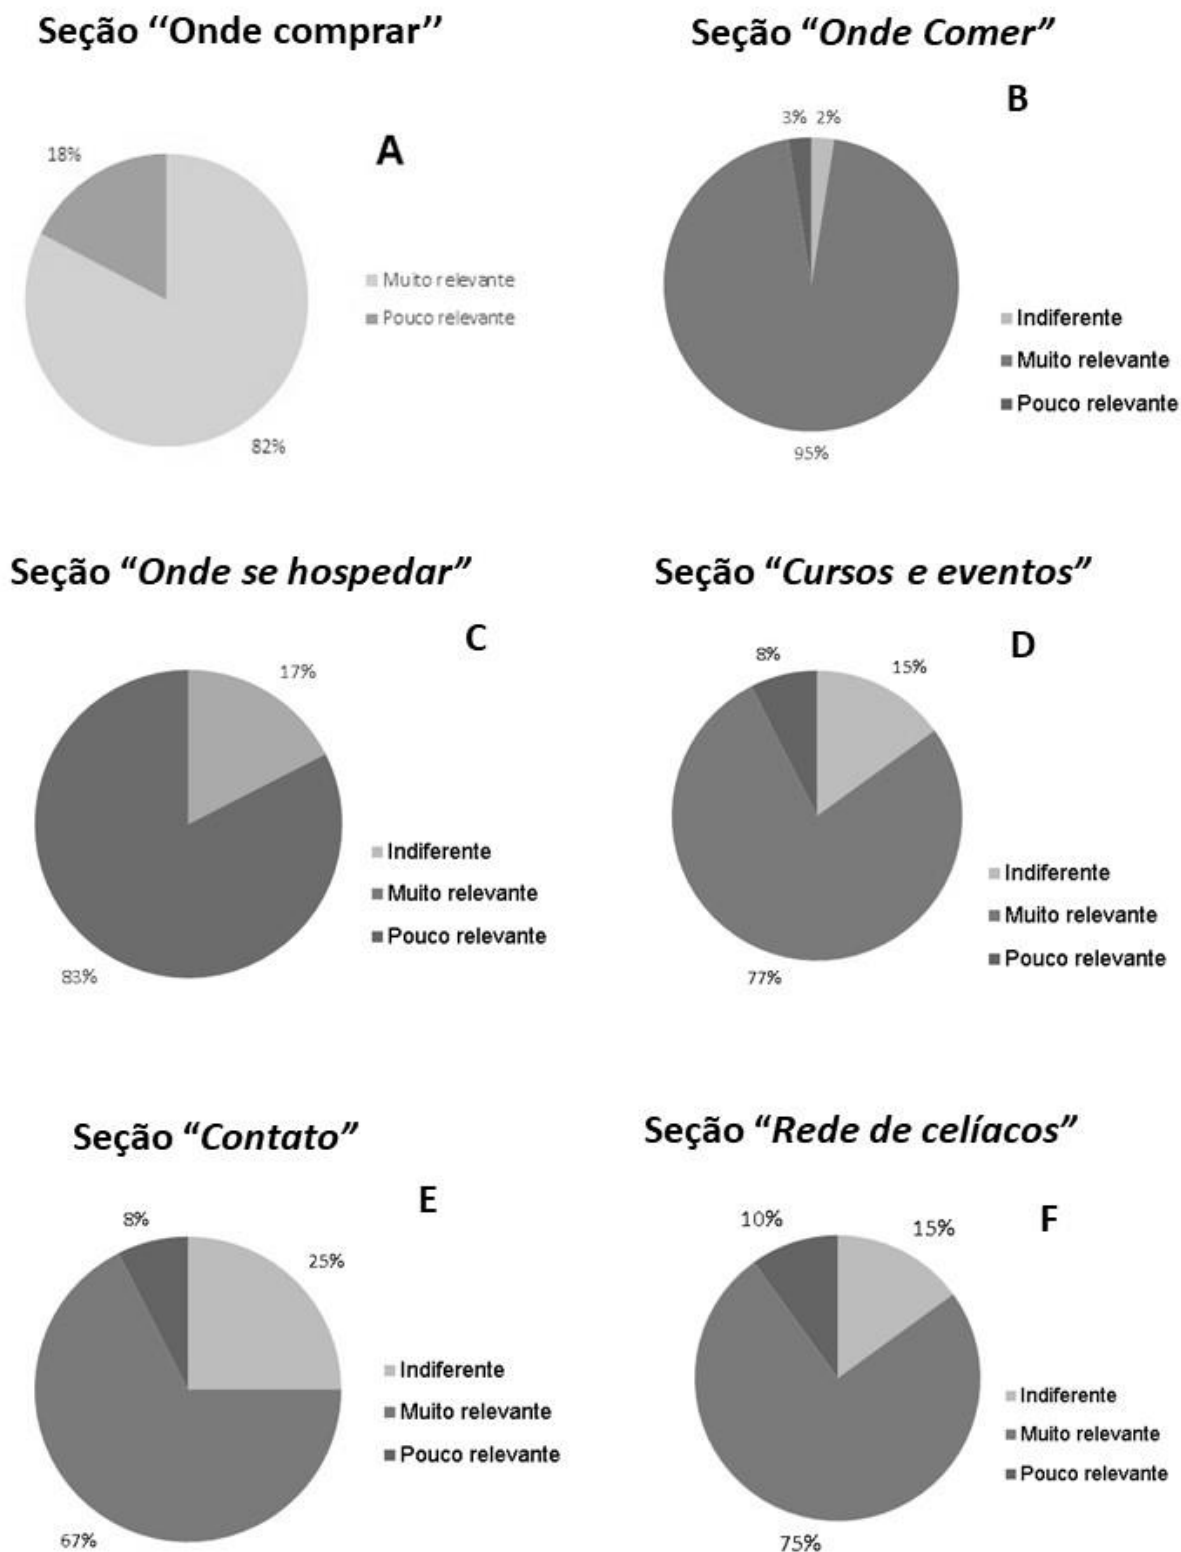 Seção “Onde comprar”
A
18%
82%
Muito relevante
Pouco relevante
Seção “Onde Comer”
B
3% 2%
95%
Indiferente
Muito relevante
Pouco relevante
Seção “Onde se hospedar”
C
17%
83%
Indiferente
Muito relevante
Pouco relevante
Seção “Cursos e eventos”
D
8%
15%
77%
Indiferente
Muito relevante
Pouco relevante
Seção “Contato”
E
8%
25%
67%
Indiferente
Muito relevante
Pouco relevante
Seção “Rede de celíacos”
F
10%
15%
75%
Indiferente
Muito relevante
Pouco relevante